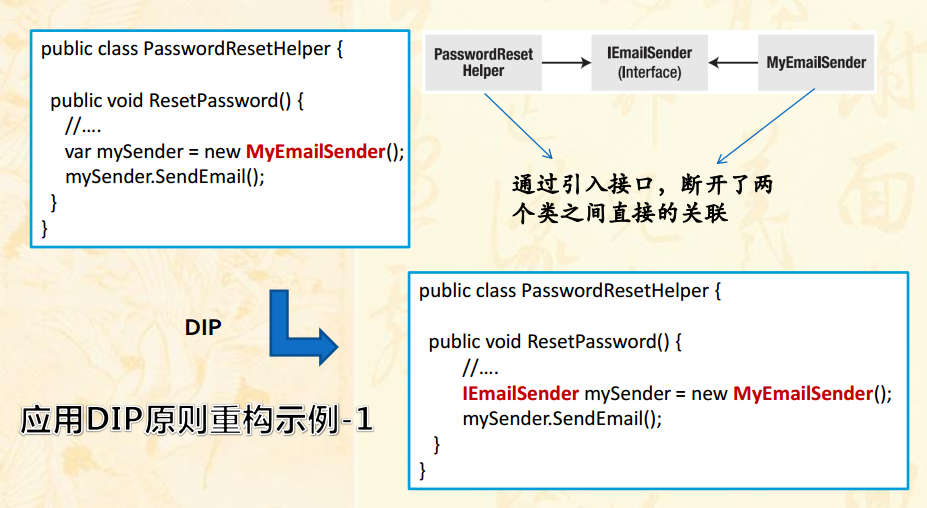 public class PasswordResetHelper {
public void ResetPassword() {
//….
var mySender = new MyEmailSender();
mySender.SendEmail();
}
}
PasswordReset
Helper
IEmailSender
(Interface)
MyEmailSender
通过引入接口，断开了两
个类之间直接的关联
DIP
应用DIP原则重构示例-1
public class PasswordResetHelper {
public void ResetPassword() {
//….
IEmailSender mySender = new MyEmailSender();
mySender.SendEmail();
}
}